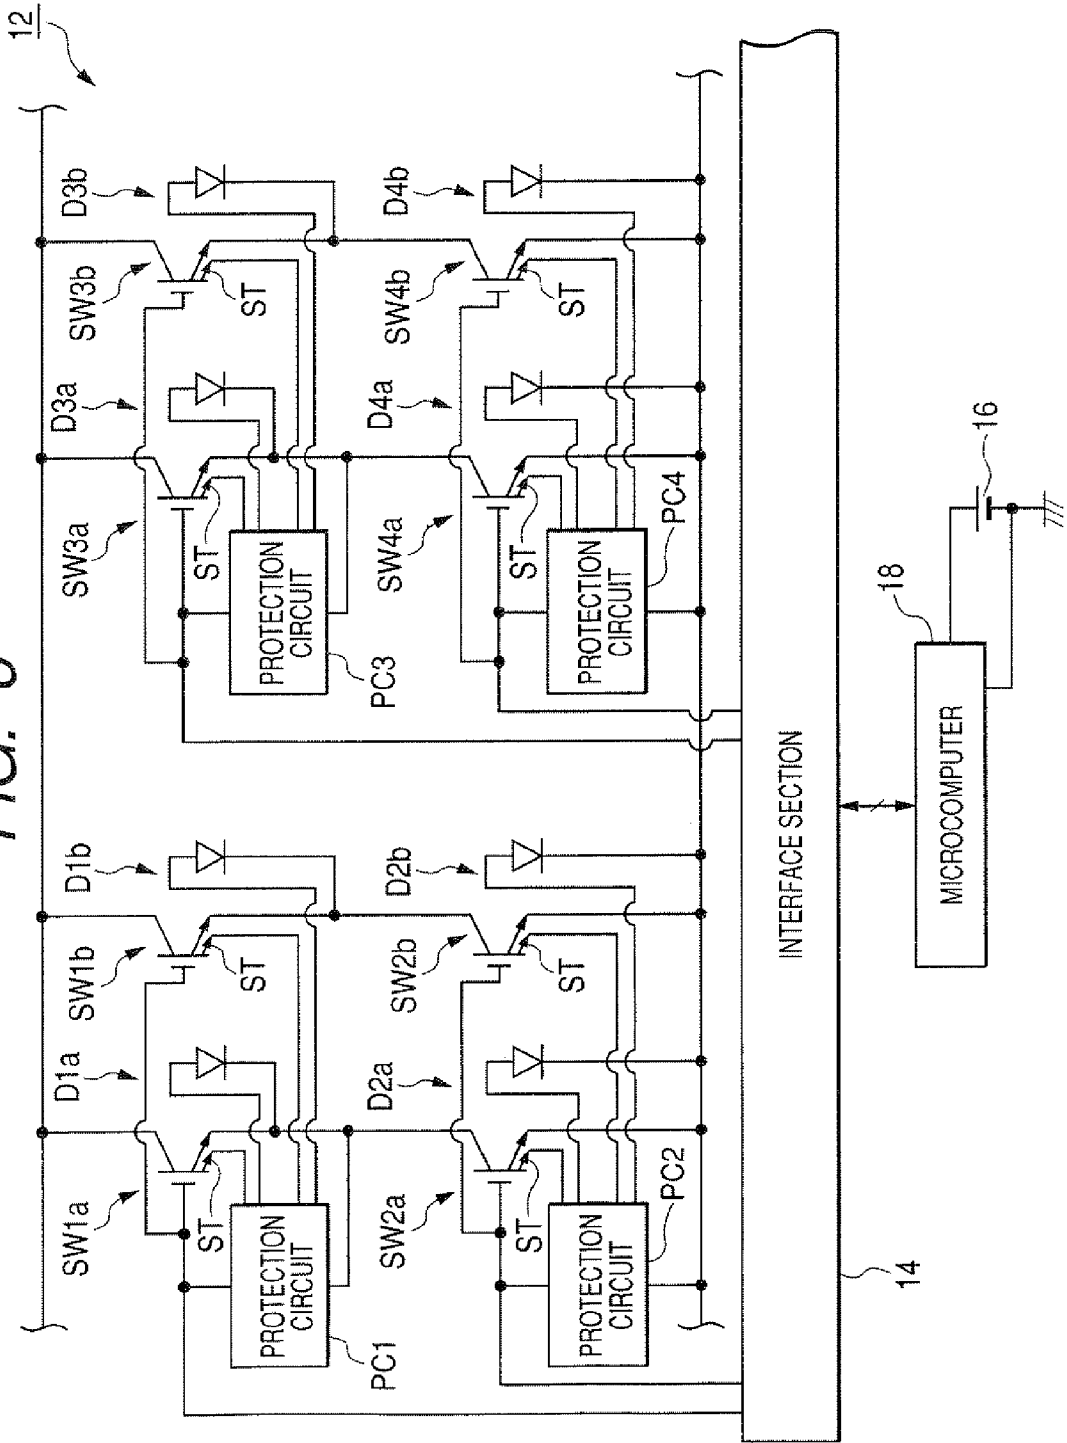 FIG.
12
SW1a
D1a
SW1b
D1b
SW3a
D3a
SW3b
D3b
ST
ST
ST
ST
PROTECTION
CIRCUIT
PROTECTION
CIRCUIT
PC1
PC3
SW2a
D2a
SW2b
D2b
SW4a
D4a
SW4b
D4b
ST
ST
ST
ST
PROTECTION
CIRCUIT
PROTECTION
CIRCUIT
PC2
PC4
INTERFACE SECTION
14
18
MICROCOMPUTER
16